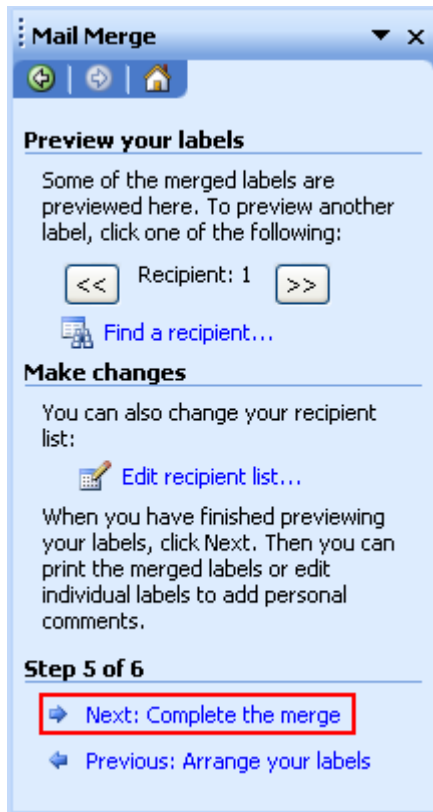 Mail Merge
Preview your labels
Some of the merged labels are
previewed here. To preview another
label, click one of the following:
<< Recipient: 1 >>
Find a recipient...
Make changes
You can also change your recipient
list:
Edit recipient list...
When you have finished previewing
your labels, click Next. Then you can
print the merged labels or edit
individual labels to add personal
comments.
Step 5 of 6
Next: Complete the merge
Previous: Arrange your labels